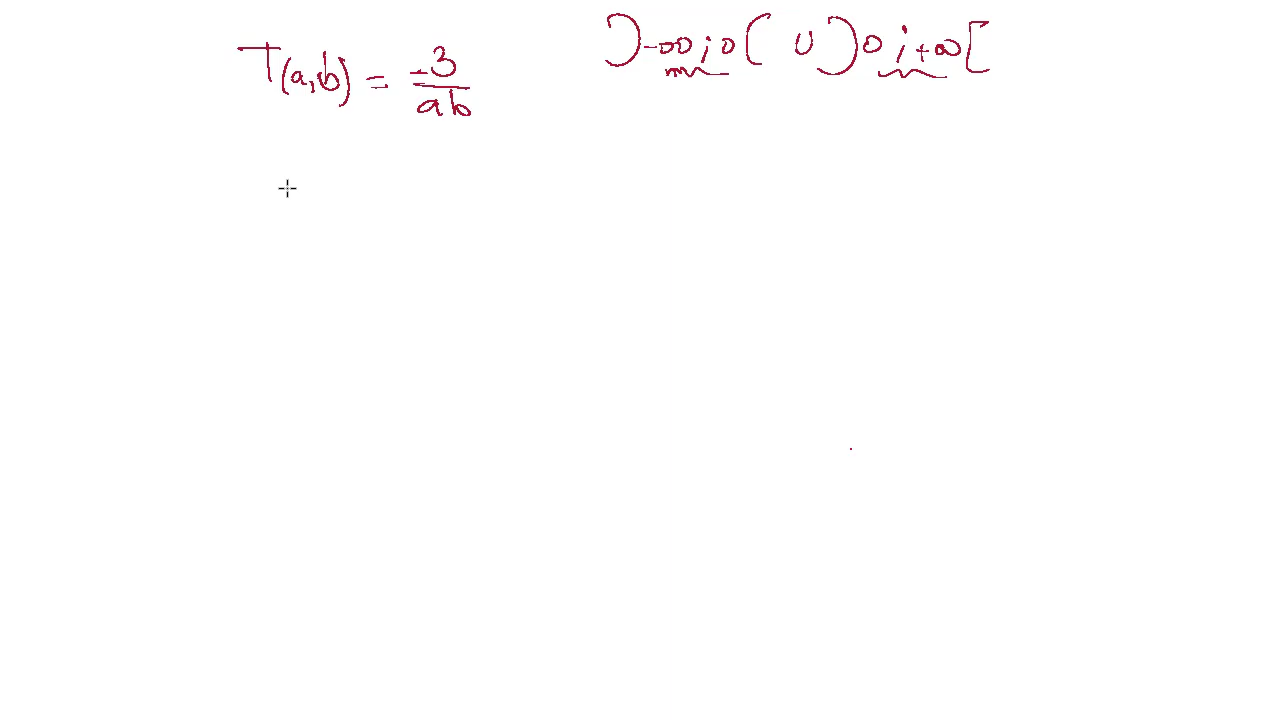 T(a,b) = -3/ab
)-∞ ; 0( ∪ )0 ; +∞[